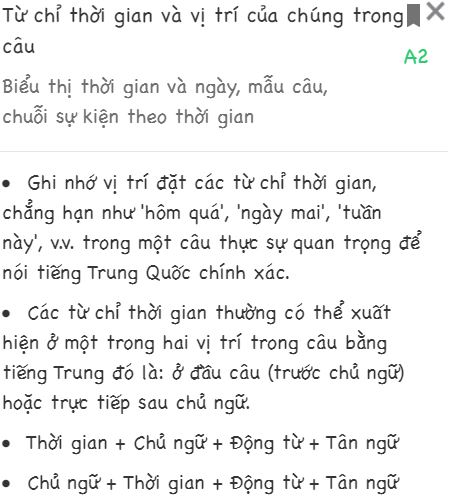 Từ chỉ thời gian và vị trí của chúng trong
câu
A2
Biểu thị thời gian và ngày, mẫu câu,
chuỗi sự kiện theo thời gian
• Ghi nhớ vị trí đặt các từ chỉ thời gian,
chẳng hạn như 'hôm quá', 'ngày mai', 'tuần
này', v.v. trong một câu thực sự quan trọng để
nói tiếng Trung Quốc chính xác.
• Các từ chỉ thời gian thường có thể xuất
hiện ở một trong hai vị trí trong câu bằng
tiếng Trung đó là: ở đầu câu (trước chủ ngữ)
hoặc trực tiếp sau chủ ngữ.
• Thời gian + Chủ ngữ + Động từ + Tân ngữ
• Chủ ngữ + Thời gian + Động từ + Tân ngữ